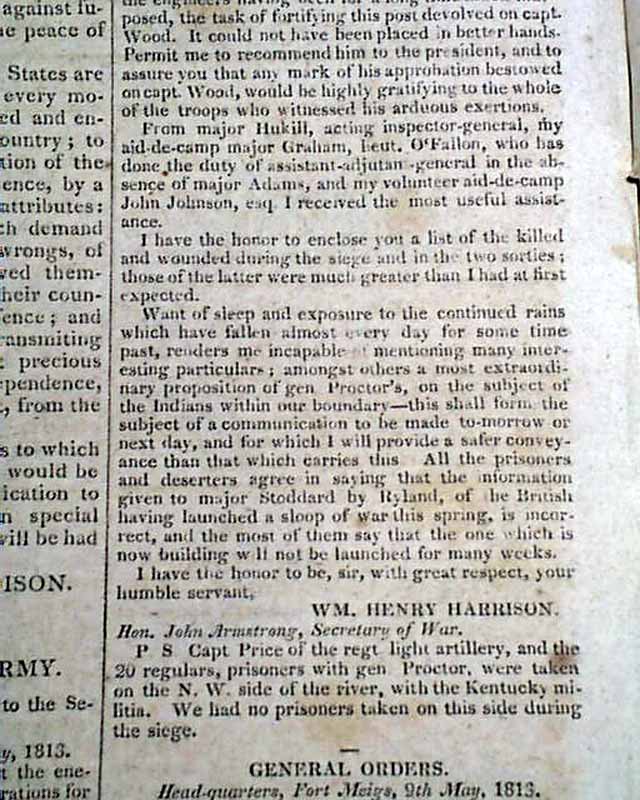 against fu-
e peace of
States are
every mo-
ed and en-
ountry; to
tion of the
ence, by a
attributes:
ch demand
wrongs, of
ved them-
heir coun-
fence; and
ransmiting
precious
pendence,
, from the
s to which
would be
ication to
n special
will be had
ISON.
RMY.
to the Se-
y, 1813.
t the ene-
rations for
the engineers having been for a long
posed, the task of fortifying this post devolved on capt.
Wood. It could not have been placed in better hands.
Permit me to recommend him to the president, and to
assure you that any mark of his approbation bestowed
on capt. Wood, would be highly gratifying to the whole
of the troops who witnessed his arduous exertions.
From major Hukill, acting inspector-general, my
aid-de-camp major Graham, lieut. O'Fallon, who has
done the duty of assistant-adjutan -general in the ab-
sence of major Adams, and my volunteer aid-de-camp
John Johnson, esq. I received the most useful assist-
ance.
I have the honor to enclose you a list of the killed
and wounded during the siege and in the two sorties;
those of the latter were much greater than I had at first
expected.
Want of sleep and exposure to the continued rains
which have fallen almost every day for some time
past, renders me incapable of mentioning many inter-
esting particulars; amongst others a most extraordi-
nary proposition of gen Proctor's, on the subject of
the Indians within our boundary—this shall form the
subject of a communication to be made to-morrow or
next day, and for which I will provide a safer convey-
ance than that which carries this All the prisoners
and deserters agree in saying that the information
given to major Stoddard by Ryland, of he British
having launched a sloop of war this spring, is incor-
rect, and the most of them say that the one which is
now building w ll not be launched for many weeks.
I have the honor to be, sir, with great respect, your
humble servant,
WM. HENRY HARRISON.
Hon. John Armstrong, Secretary of War.
P S Capt Price of the regt light artillery, and the
20 regulars, prisoners with gen Proctor, were taken
on the N. W. side of the river, with the Kentucky mi-
litia. We had no prisoners taken on this side during
the siege.
GENERAL ORDERS.
Head-quarters, Fort Meigs, 9th May, 1813.